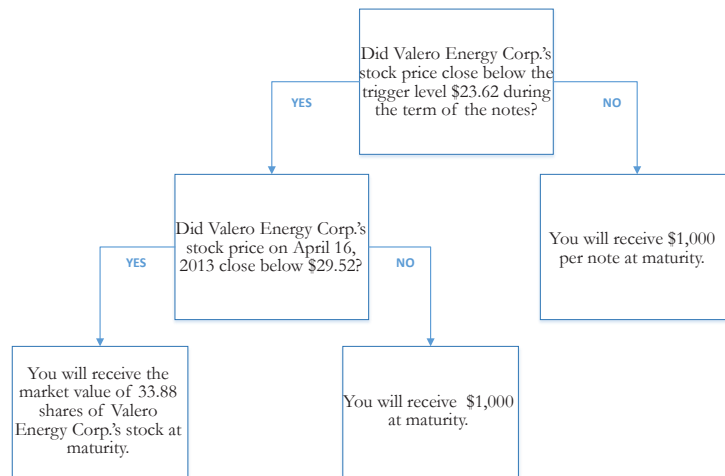 Did Valero Energy Corp.'s
stock price close below the
trigger level $23.62 during
the term of the notes?
YES
NO
Did Valero Energy Corp.'s
stock price on April 16,
2013 close below $29.52?
You will receive $1,000
per note at maturity.
YES
NO
You will receive the
market value of 33.88
shares of Valero
Energy Corp.'s stock at
maturity.
You will receive $1,000
at maturity.